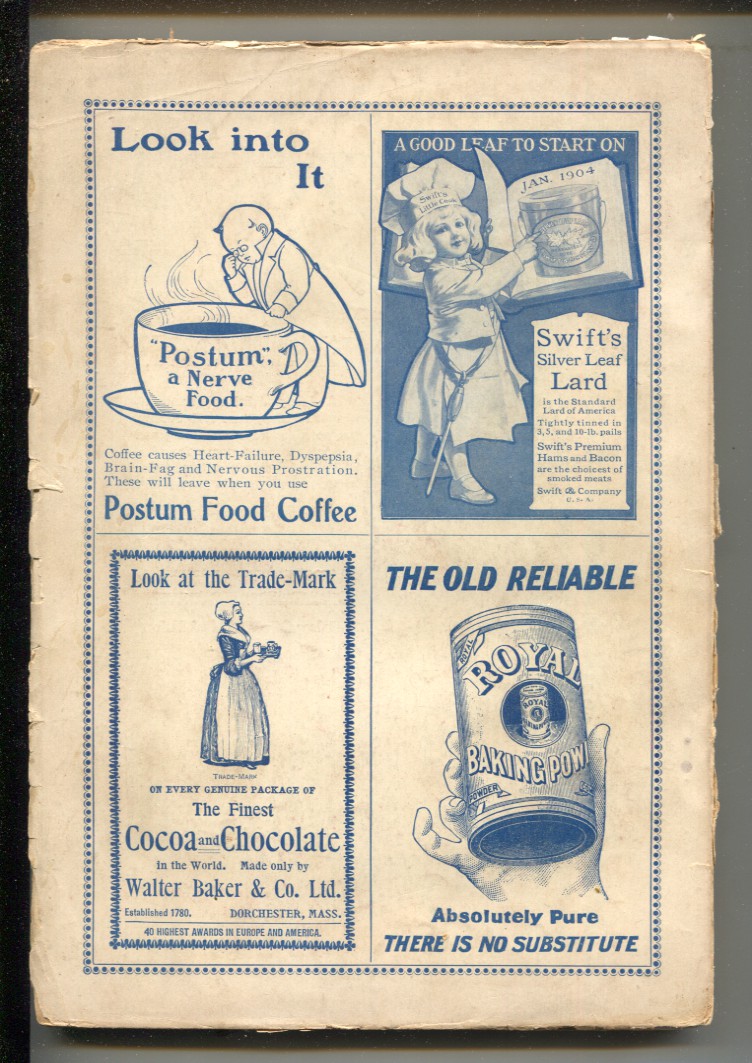 Look into
It
"Postum",
a Nerve
Food.
Coffee causes Heart-Failure, Dyspepsia,
Brain-Fag and Nervous Prostration.
These will leave when you use
Postum Food Coffee
A GOOD LEAF TO START ON
JAN. 1904
Swift's
Little Cook
Swift's
Silver Leaf
Lard
is the Standard
Lard of America
Tightly tinned in
3, 5, and 10-lb. pails
Swift's Premium
Hams and Bacon
are the choicest of
smoked meats
Swift & Company
U. S. A.
Look at the Trade-Mark
TRADE-MARK
ON EVERY GENUINE PACKAGE OF
The Finest
Cocoa and Chocolate
in the World. Made only by
Walter Baker & Co. Ltd.
Established 1780. DORCHESTER, MASS.
40 HIGHEST AWARDS IN EUROPE AND AMERICA.
THE OLD RELIABLE
ROYAL
ROYAL
ROYAL
BAKING POW
POWDER
Absolutely Pure
THERE IS NO SUBSTITUTE